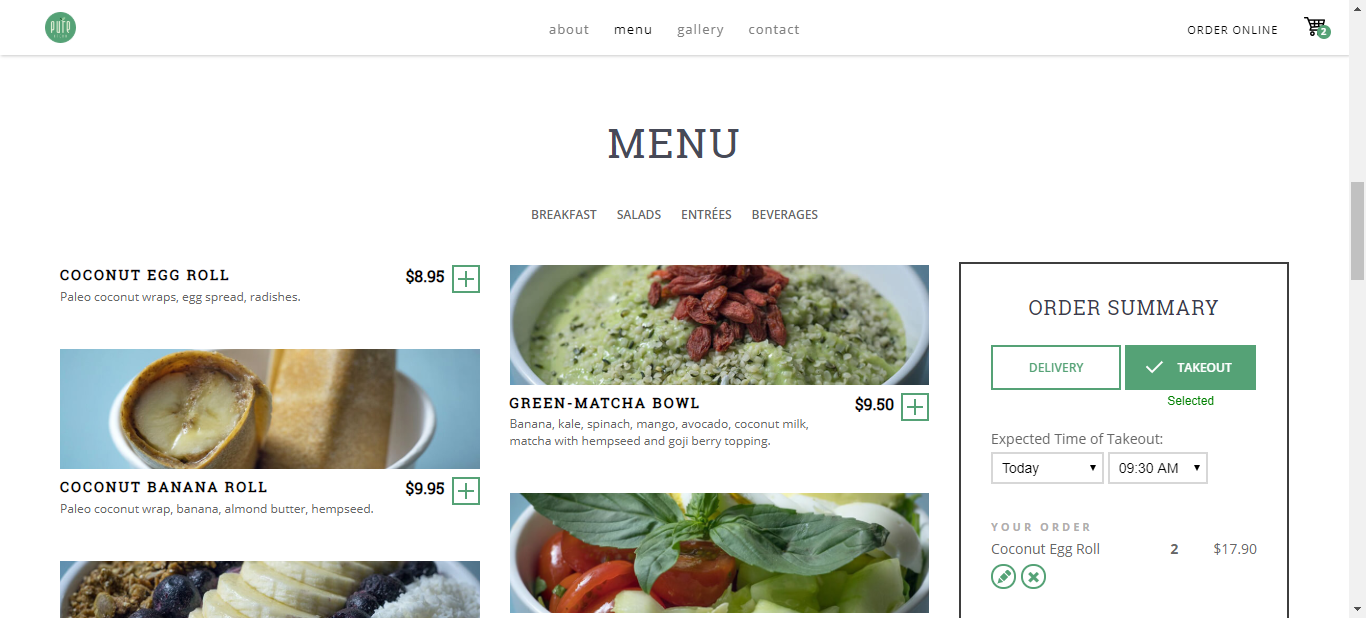 pure
about
menu
gallery
contact
ORDER ONLINE
2
MENU
BREAKFAST
SALADS
ENTRÉES
BEVERAGES
COCONUT EGG ROLL
$8.95
Paleo coconut wraps, egg spread, radishes.
COCONUT BANANA ROLL
$9.95
Paleo coconut wrap, banana, almond butter, hempseed.
GREEN-MATCHA BOWL
$9.50
Banana, kale, spinach, mango, avocado, coconut milk,
matcha with hempseed and goji berry topping.
ORDER SUMMARY
DELIVERY
TAKEOUT
Selected
Expected Time of Takeout:
Today
09:30 AM
YOUR ORDER
Coconut Egg Roll
2
$17.90